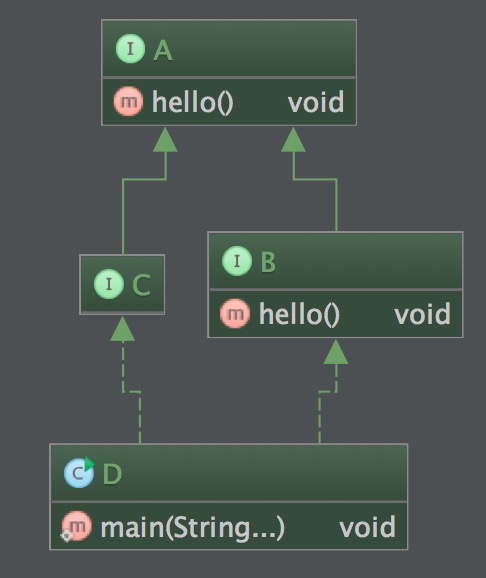 I A
m hello() void
I C
I B
m hello() void
C D
m main(String...) void